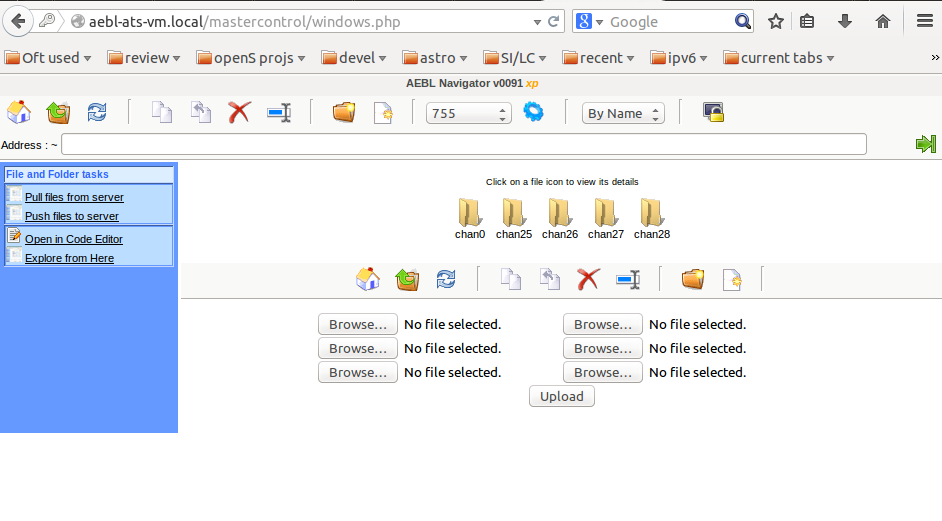 aebl-ats-vm.local/mastercontrol/windows.php
Google
Oft used review openS projs devel astro SI/LC recent ipv6 current tabs »
AEBL Navigator v0091 xp
755 By Name
Address : ~
File and Folder tasks
Pull files from server
Push files to server
Open in Code Editor
Explore from Here
Click on a file icon to view its details
chan0 chan25 chan26 chan27 chan28
Browse... No file selected. Browse... No file selected.
Browse... No file selected. Browse... No file selected.
Browse... No file selected. Browse... No file selected.
Upload